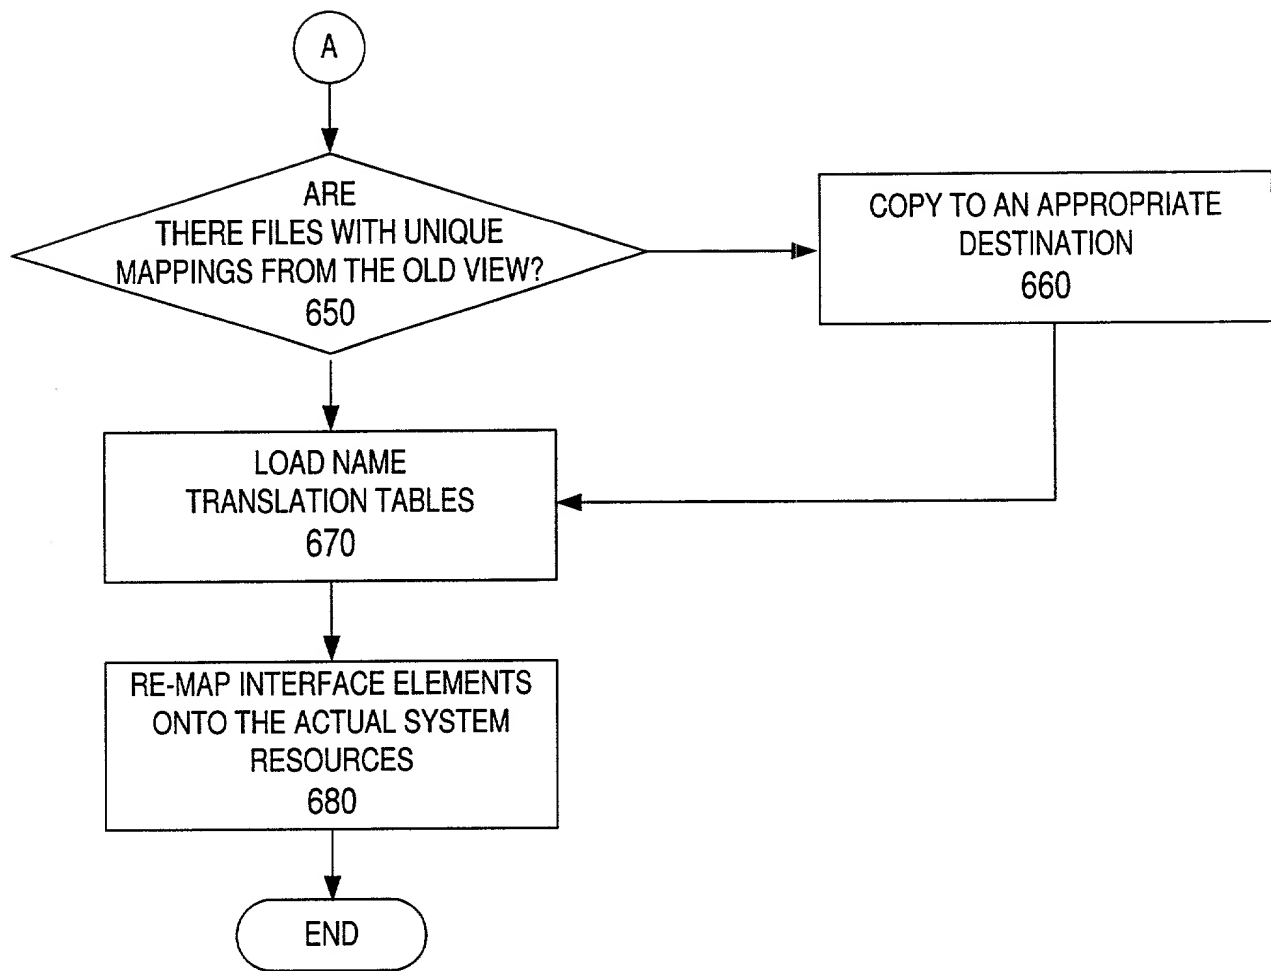 A
ARE
THERE FILES WITH UNIQUE
MAPPINGS FROM THE OLD VIEW?
650
COPY TO AN APPROPRIATE
DESTINATION
660
LOAD NAME
TRANSLATION TABLES
670
RE-MAP INTERFACE ELEMENTS
ONTO THE ACTUAL SYSTEM
RESOURCES
680
END